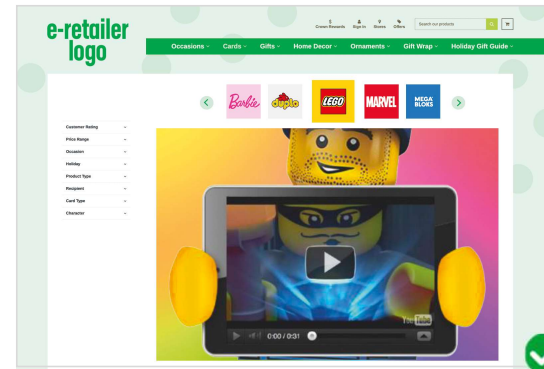 e-retailer
logo
Crown Rewards
Sign In
Stores
Offers
Search our products
Occasions
Cards
Gifts
Home Decor
Ornaments
Gift Wrap
Holiday Gift Guide
Barbie
duplo
LEGO
MARVEL
MEGA
BLOKS
Customer Rating
Price Range
Occasion
Holiday
Product Type
Recipient
Card Type
Character
You Tube
0:00 / 0:31